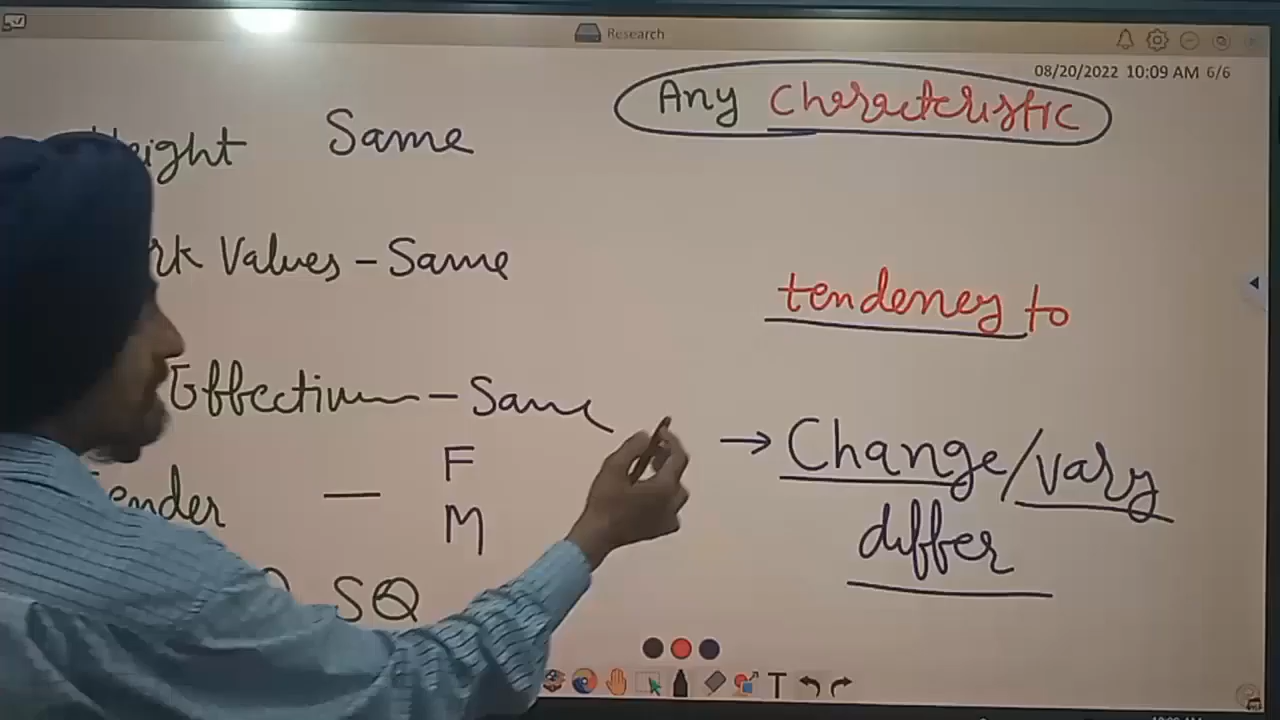 Research
08/20/2022 10:09 AM 6/6
Any Characteristic
Same
Values - Same
tendency to
Effective - Same
→ Change/vary
differ
F
M
SQ
T